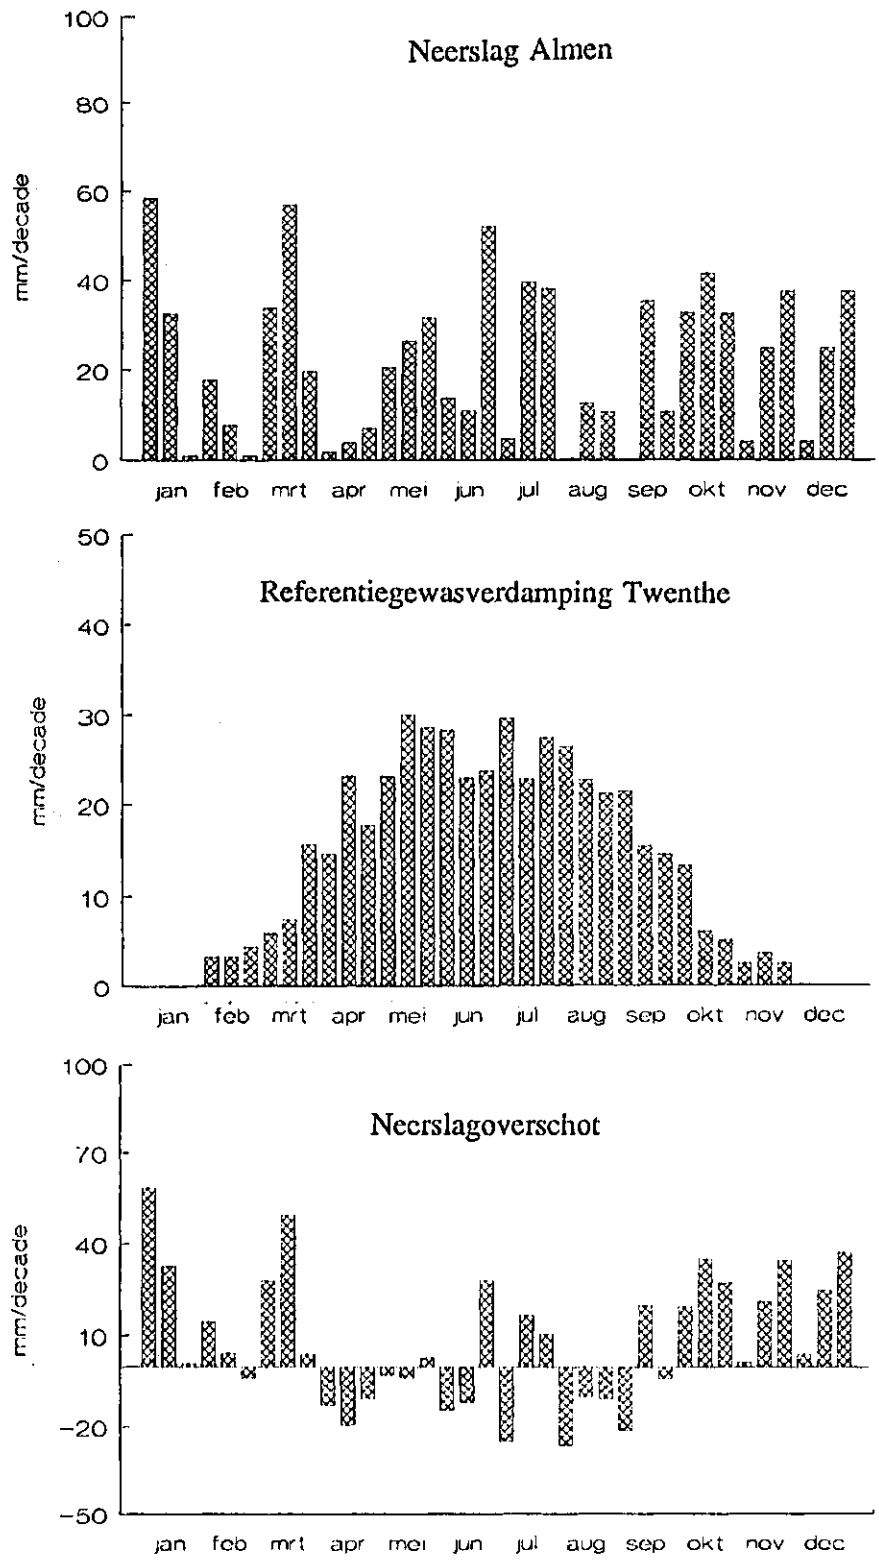 Neerslag Almen
mm/decade
100
80
60
40
20
0
jan feb mrt apr mei jun jul aug sep okt nov dec
Referentiegewasverdamping Twenthe
mm/decade
50
40
30
20
10
0
jan feb mrt apr mei jun jul aug sep okt nov dec
Neerslagoverschot
mm/decade
100
70
40
10
-20
-50
jan feb mrt apr mei jun jul aug sep okt nov dec